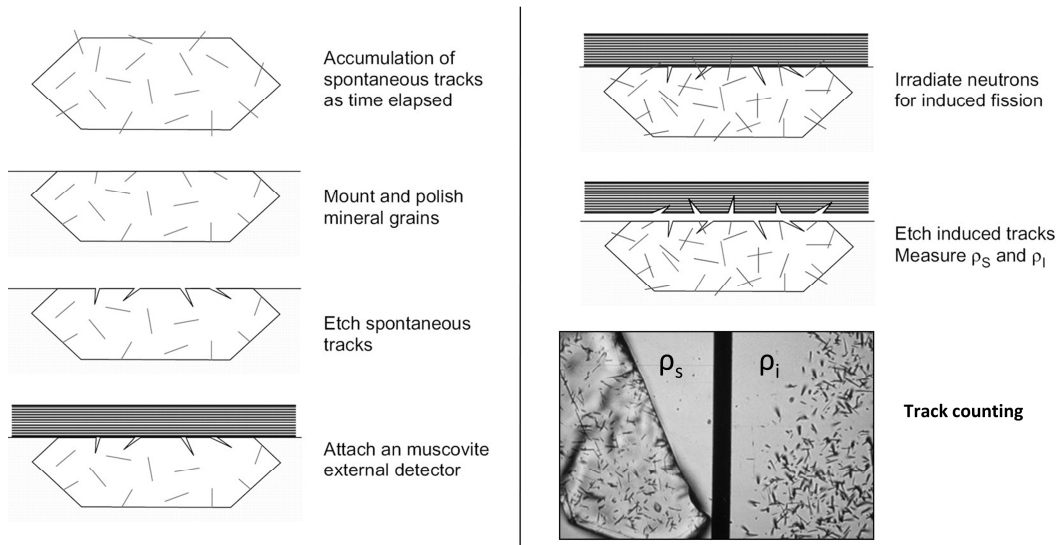 Accumulation of
spontaneous tracks
as time elapsed
Mount and polish
mineral grains
Etch spontaneous
tracks
Attach an muscovite
external detector
Irradiate neutrons
for induced fission
Etch induced tracks
Measure ρS and ρI
ρs
ρi
Track counting